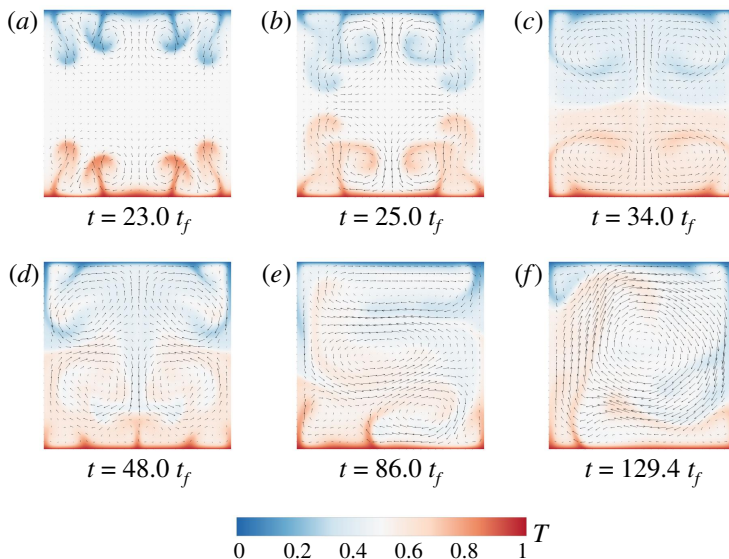 (a) (b) (c)
t = 23.0 t_f t = 25.0 t_f t = 34.0 t_f
(d) (e) (f)
t = 48.0 t_f t = 86.0 t_f t = 129.4 t_f
T
0 0.2 0.4 0.6 0.8 1